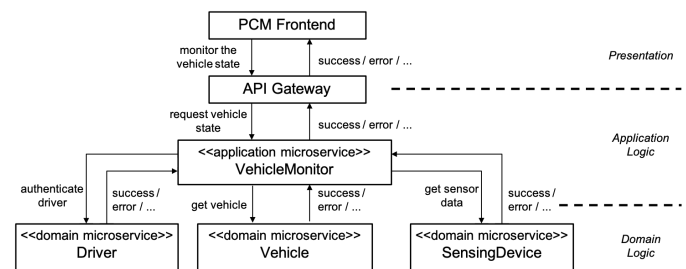 PCM Frontend
monitor the
vehicle state
success / error / ...
Presentation
API Gateway
request vehicle
state
success / error / ...
<<application microservice>>
VehicleMonitor
Application
Logic
authenticate
driver
success /
error / ...
get vehicle
success /
error / ...
get sensor
data
success /
error / ...
<<domain microservice>>
Driver
<<domain microservice>>
Vehicle
<<domain microservice>>
SensingDevice
Domain
Logic